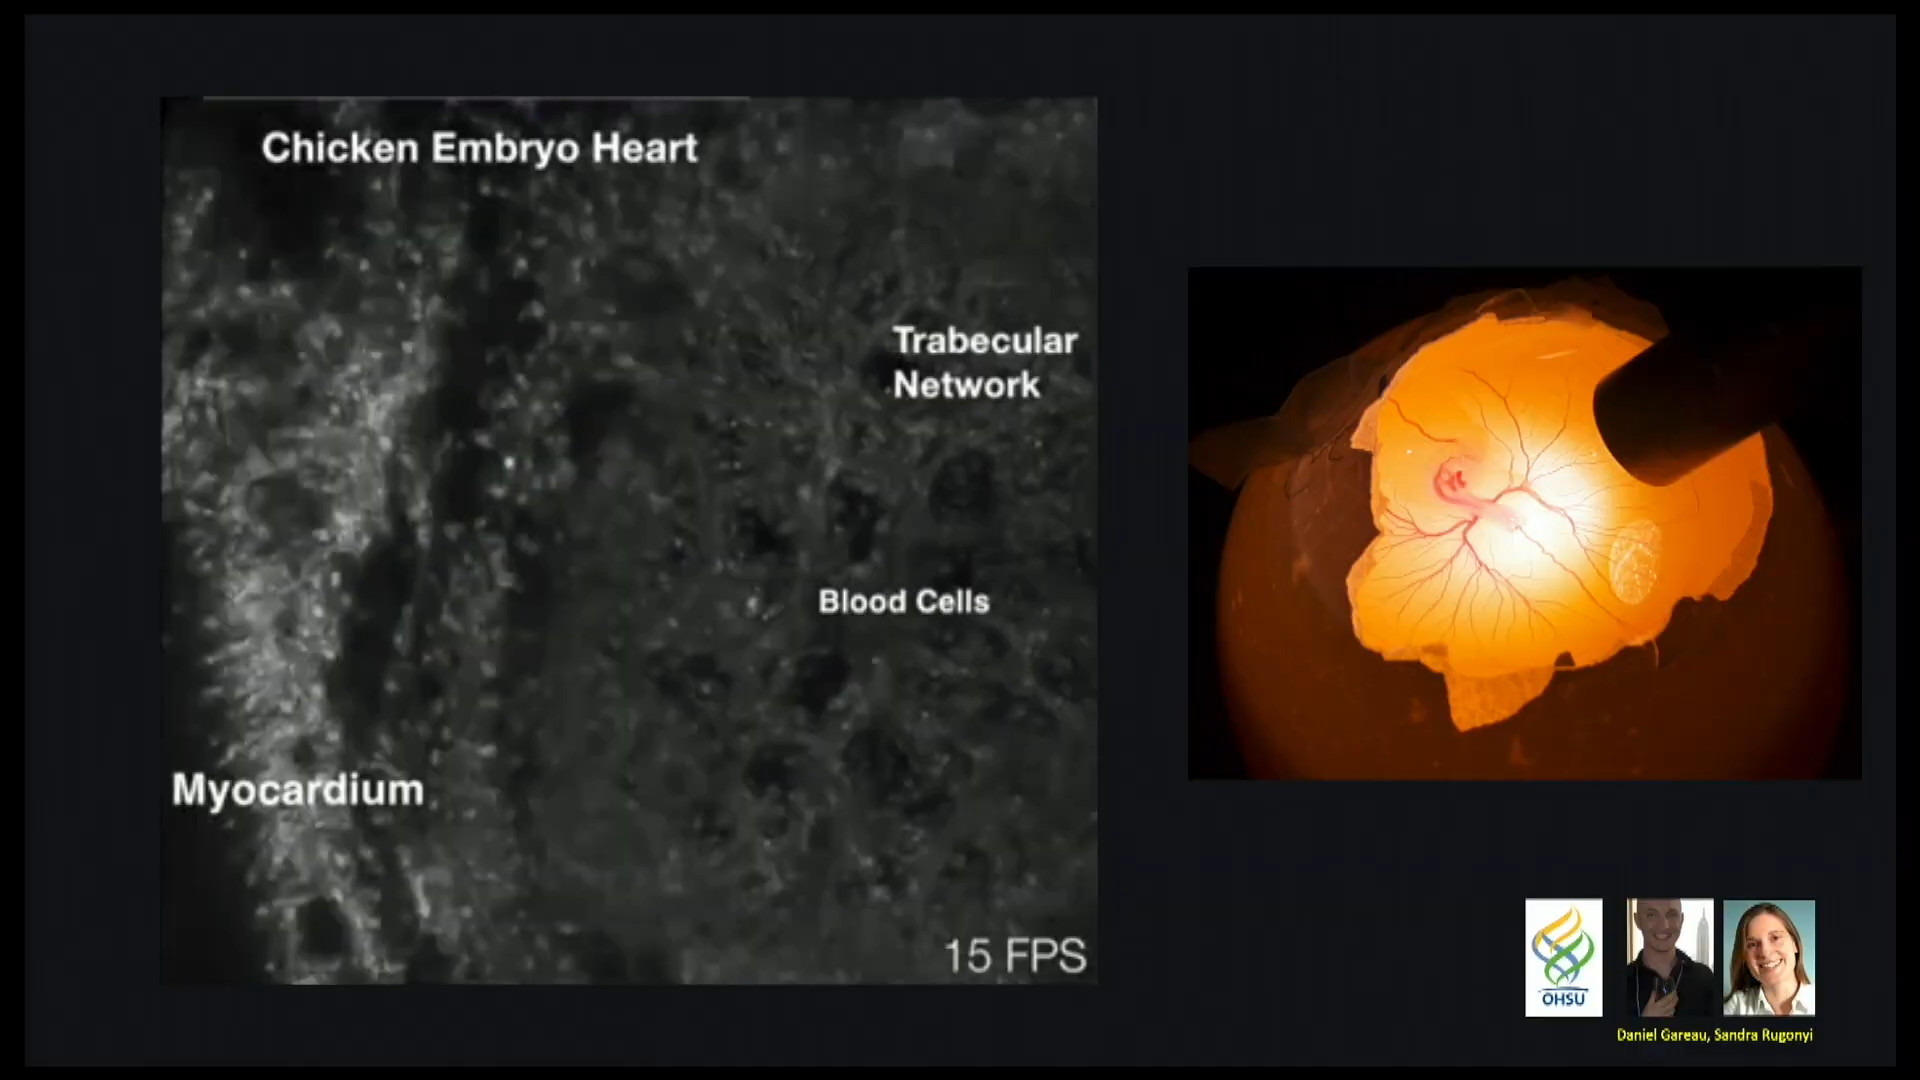 Chicken Embryo Heart
Trabecular
Network
Blood Cells
Myocardium
15 FPS
OHSU
Daniel Gareau, Sandra Rugonyi